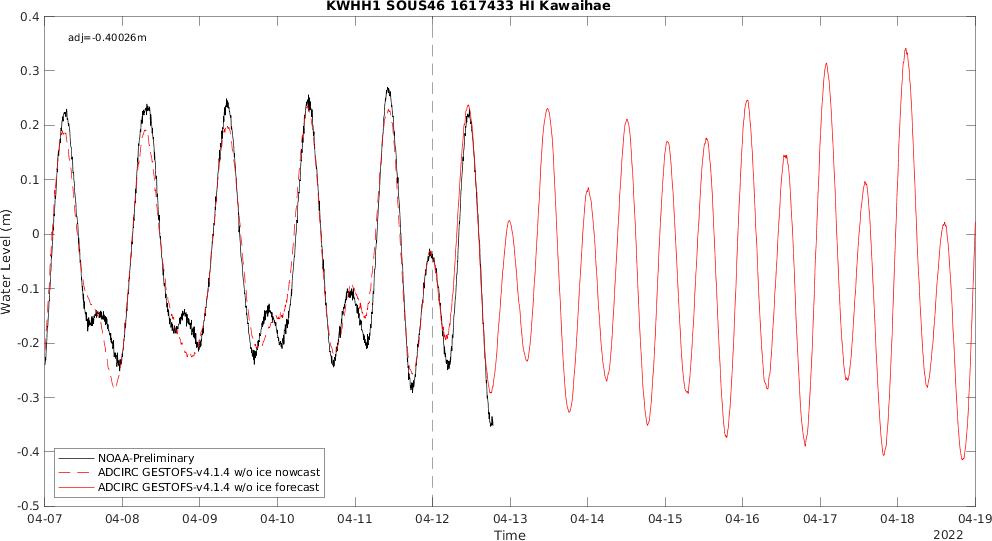 KWHH1 SOUS46 1617433 HI Kawaihae
adj=-0.40026m
0.4
0.3
0.2
0.1
0
-0.1
-0.2
-0.3
-0.4
-0.5
Water Level (m)
NOAA-Preliminary
ADCIRC GESTOFS-v4.1.4 w/o ice nowcast
ADCIRC GESTOFS-v4.1.4 w/o ice forecast
04-07 04-08 04-09 04-10 04-11 04-12 04-13 04-14 04-15 04-16 04-17 04-18 04-19
Time
2022